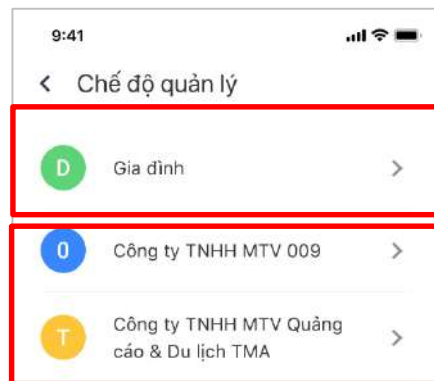 9:41
Chế độ quản lý
D
Gia đình
0
Công ty TNHH MTV 009
T
Công ty TNHH MTV Quảng
cáo & Du lịch TMA